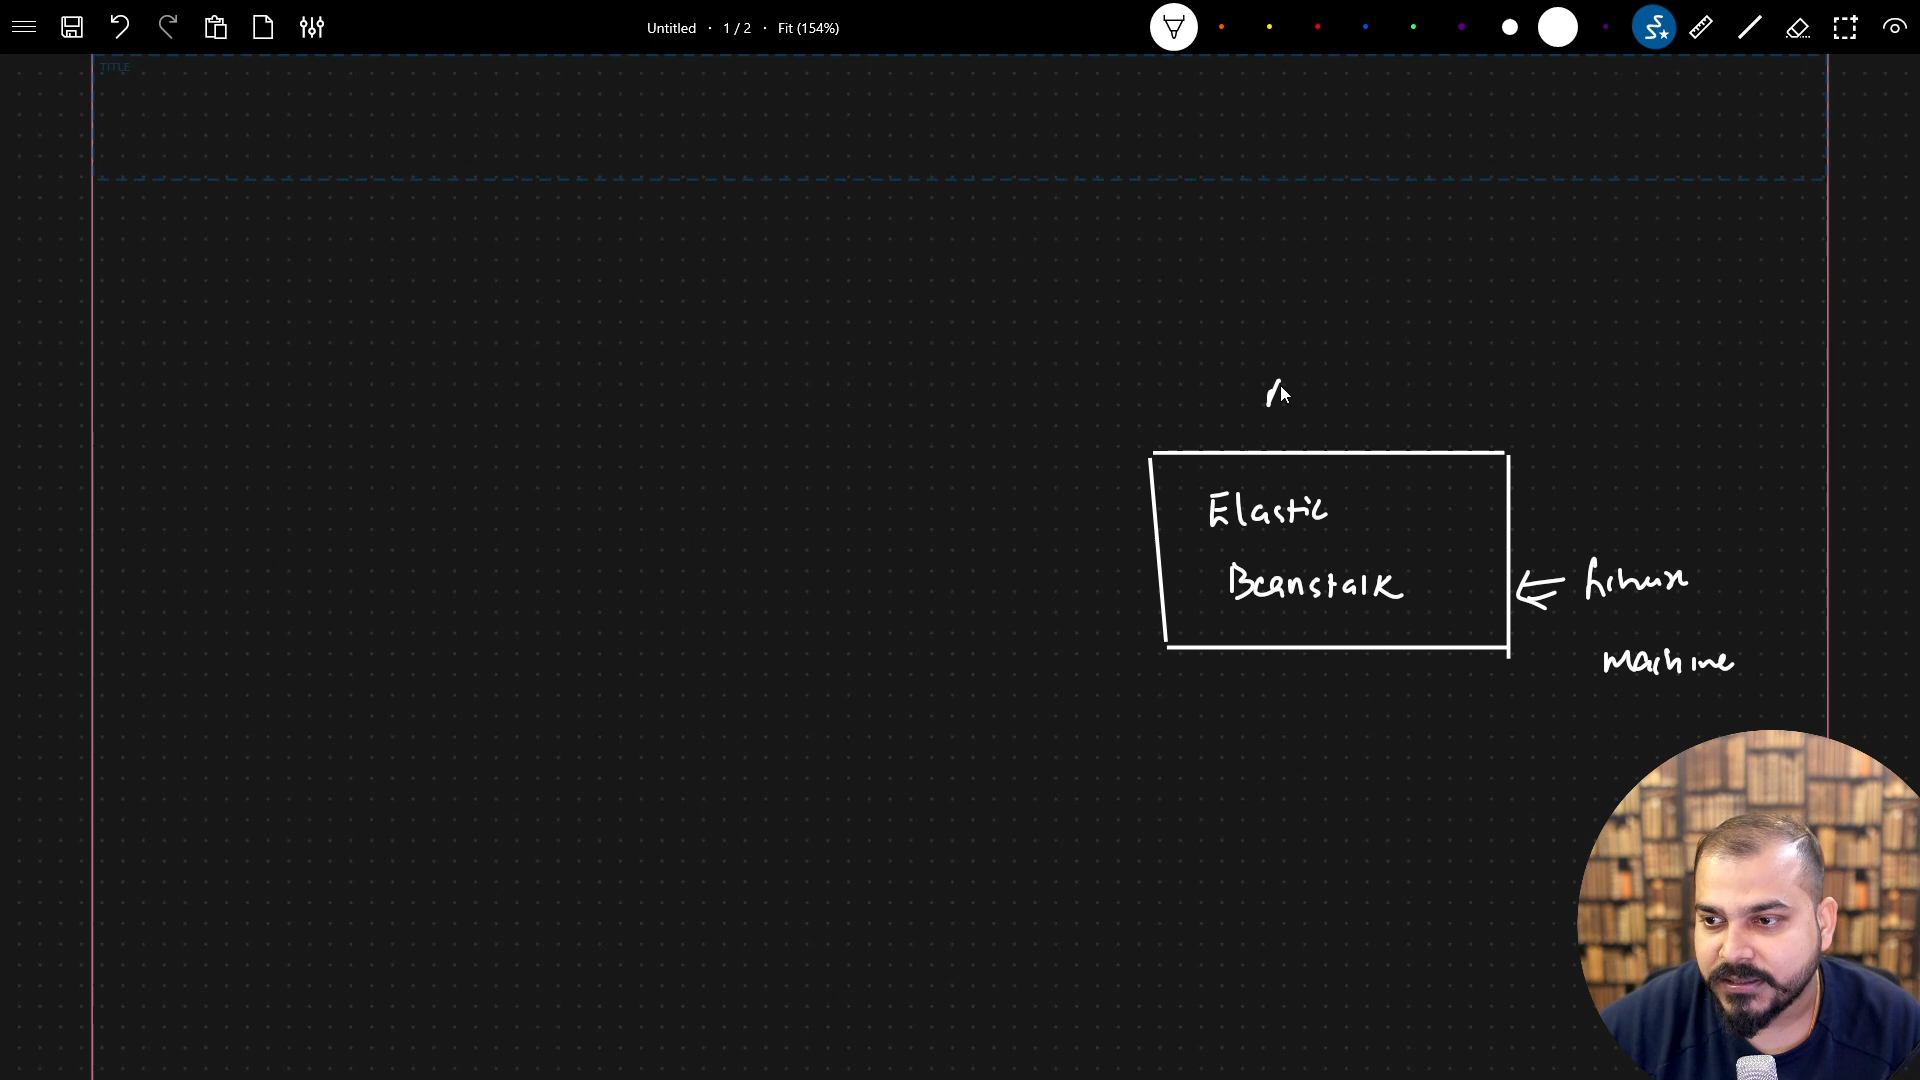 Untitled · 1 / 2 · Fit (154%)
TITLE
Elastic
Beanstalk
Linux
machine